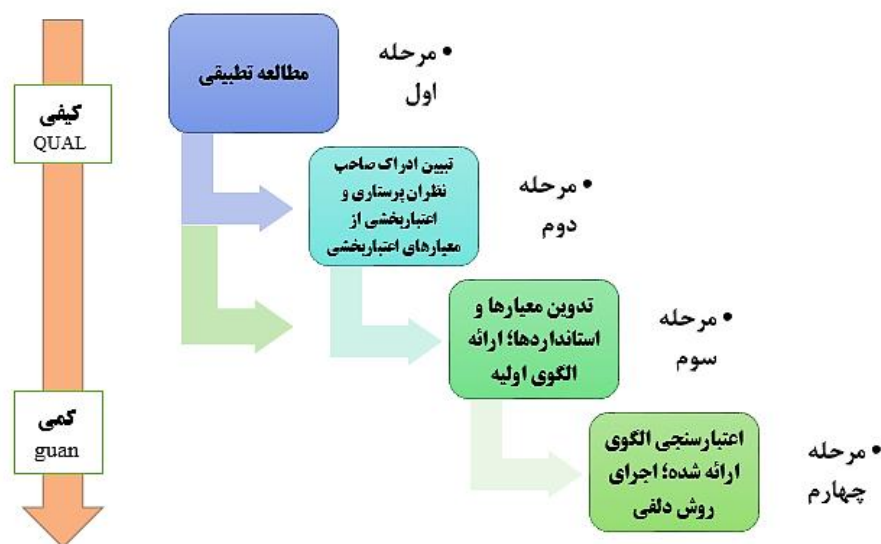 کیفی
QUAL
• مرحله
اول
مطالعه تطبیقی
• مرحله
دوم
تبیین ادراک صاحب
نظران پرستاری و
اعتباربخشی از
معیارهای اعتباربخشی
• مرحله
سوم
تدوین معیارها و
استانداردها؛ ارائه
الگوی اولیه
کمی
guan
• مرحله
چهارم
اعتبارسنجی الگوی
ارائه شده؛ اجرای
روش دلفی